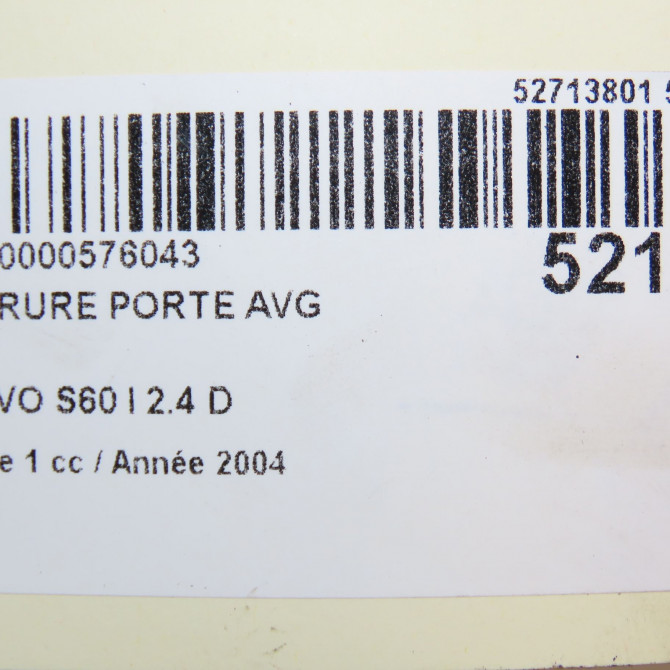 52713801 5
0000576043
521
RURE PORTE AVG
VO S60 I 2.4 D
e 1 cc / Année 2004